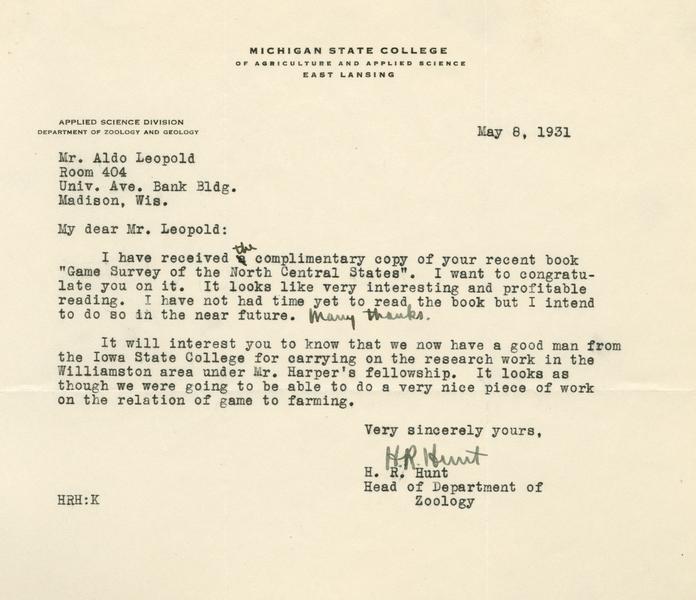 MICHIGAN STATE COLLEGE
OF AGRICULTURE AND APPLIED SCIENCE
EAST LANSING
APPLIED SCIENCE DIVISION
DEPARTMENT OF ZOOLOGY AND GEOLOGY
May 8, 1931
Mr. Aldo Leopold
Room 404
Univ. Ave. Bank Bldg.
Madison, Wis.
My dear Mr. Leopold:
I have received the complimentary copy of your recent book
"Game Survey of the North Central States". I want to congratu-
late you on it. It looks like very interesting and profitable
reading. I have not had time yet to read the book but I intend
to do so in the near future. Many thanks.
It will interest you to know that we now have a good man from
the Iowa State College for carrying on the research work in the
Williamston area under Mr. Harper's fellowship. It looks as
though we were going to be able to do a very nice piece of work
on the relation of game to farming.
Very sincerely yours,
H.R. Hunt
H. R. Hunt
Head of Department of
Zoology
HRH:K